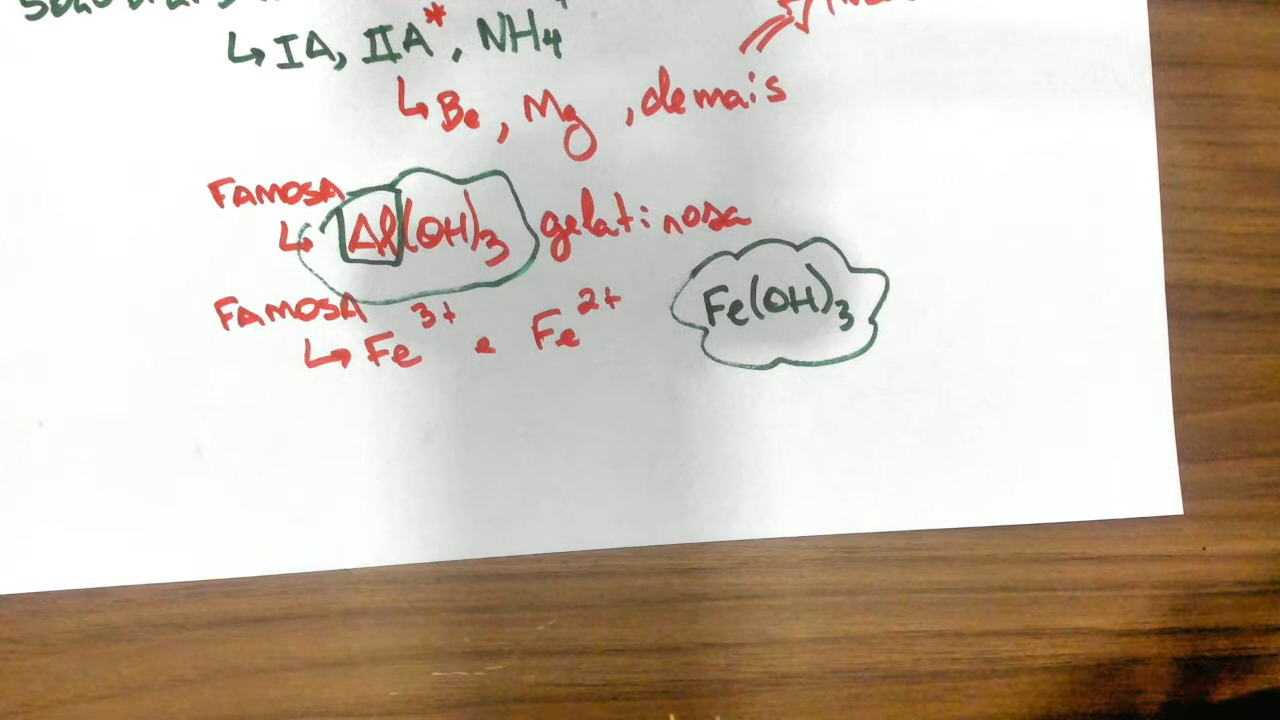 ↳ IA, IIA*, NH4+
↳ Be, Mg, demais
FAMOSA
↳ Al(OH)3 gelatinosa
FAMOSA
↳ Fe3+ e Fe2+ Fe(OH)3